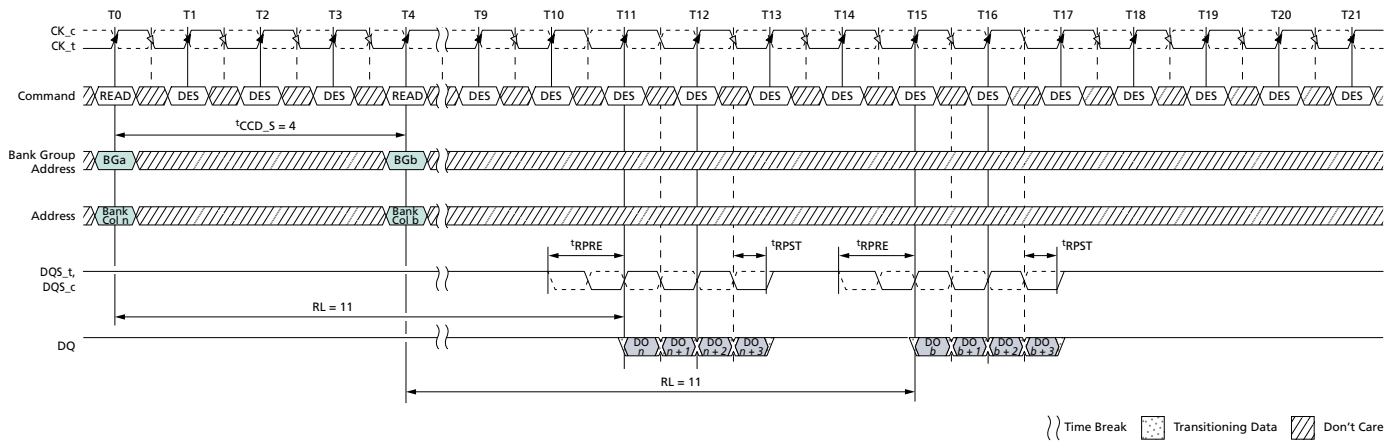 T0 T1 T2 T3 T4 T9 T10 T11 T12 T13 T14 T15 T16 T17 T18 T19 T20 T21
CK_c
CK_t
Command READ DES DES DES READ DES DES DES DES DES DES DES DES DES DES DES DES DES
tCCD_S = 4
Bank Group
Address BGa BGb
Address Bank Col n Bank Col b
tRPRE tRPST tRPRE tRPST
DQS_t,
DQS_c
RL = 11
DQ DO n DO n + 1 DO n + 2 DO n + 3 DO b DO b + 1 DO b + 2 DO b + 3
RL = 11
Time Break Transitioning Data Don't Care